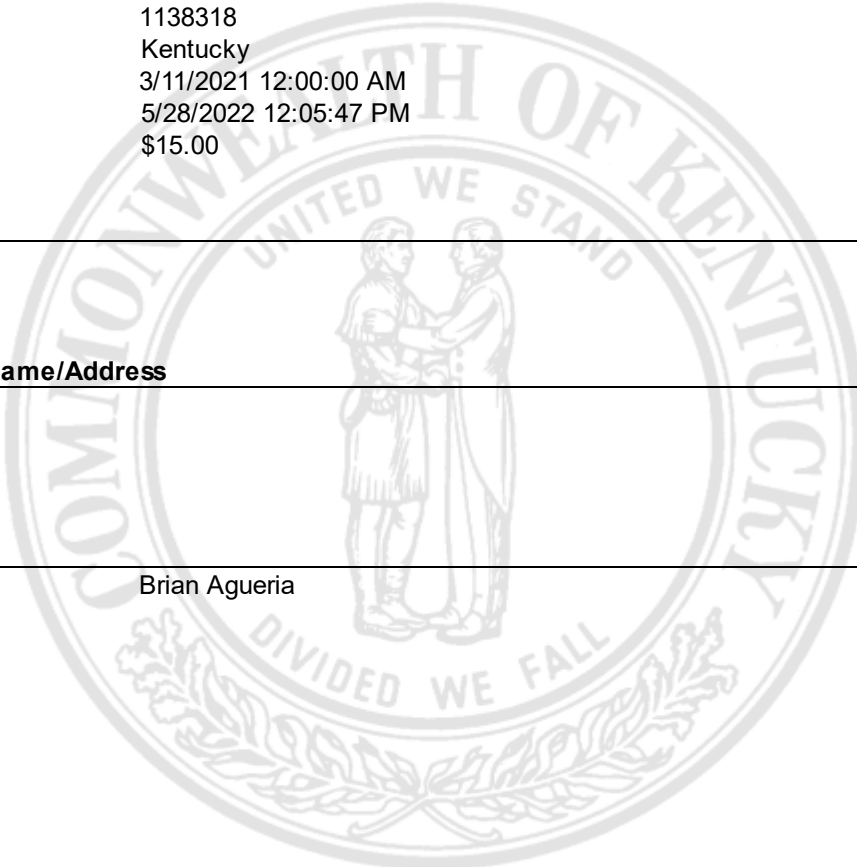 1138318
Kentucky
3/11/2021 12:00:00 AM
5/28/2022 12:05:47 PM
$15.00
COMMONWEALTH OF KENTUCKY
UNITED WE STAND
ame/Address
Brian Agueria
DIVIDED WE FALL